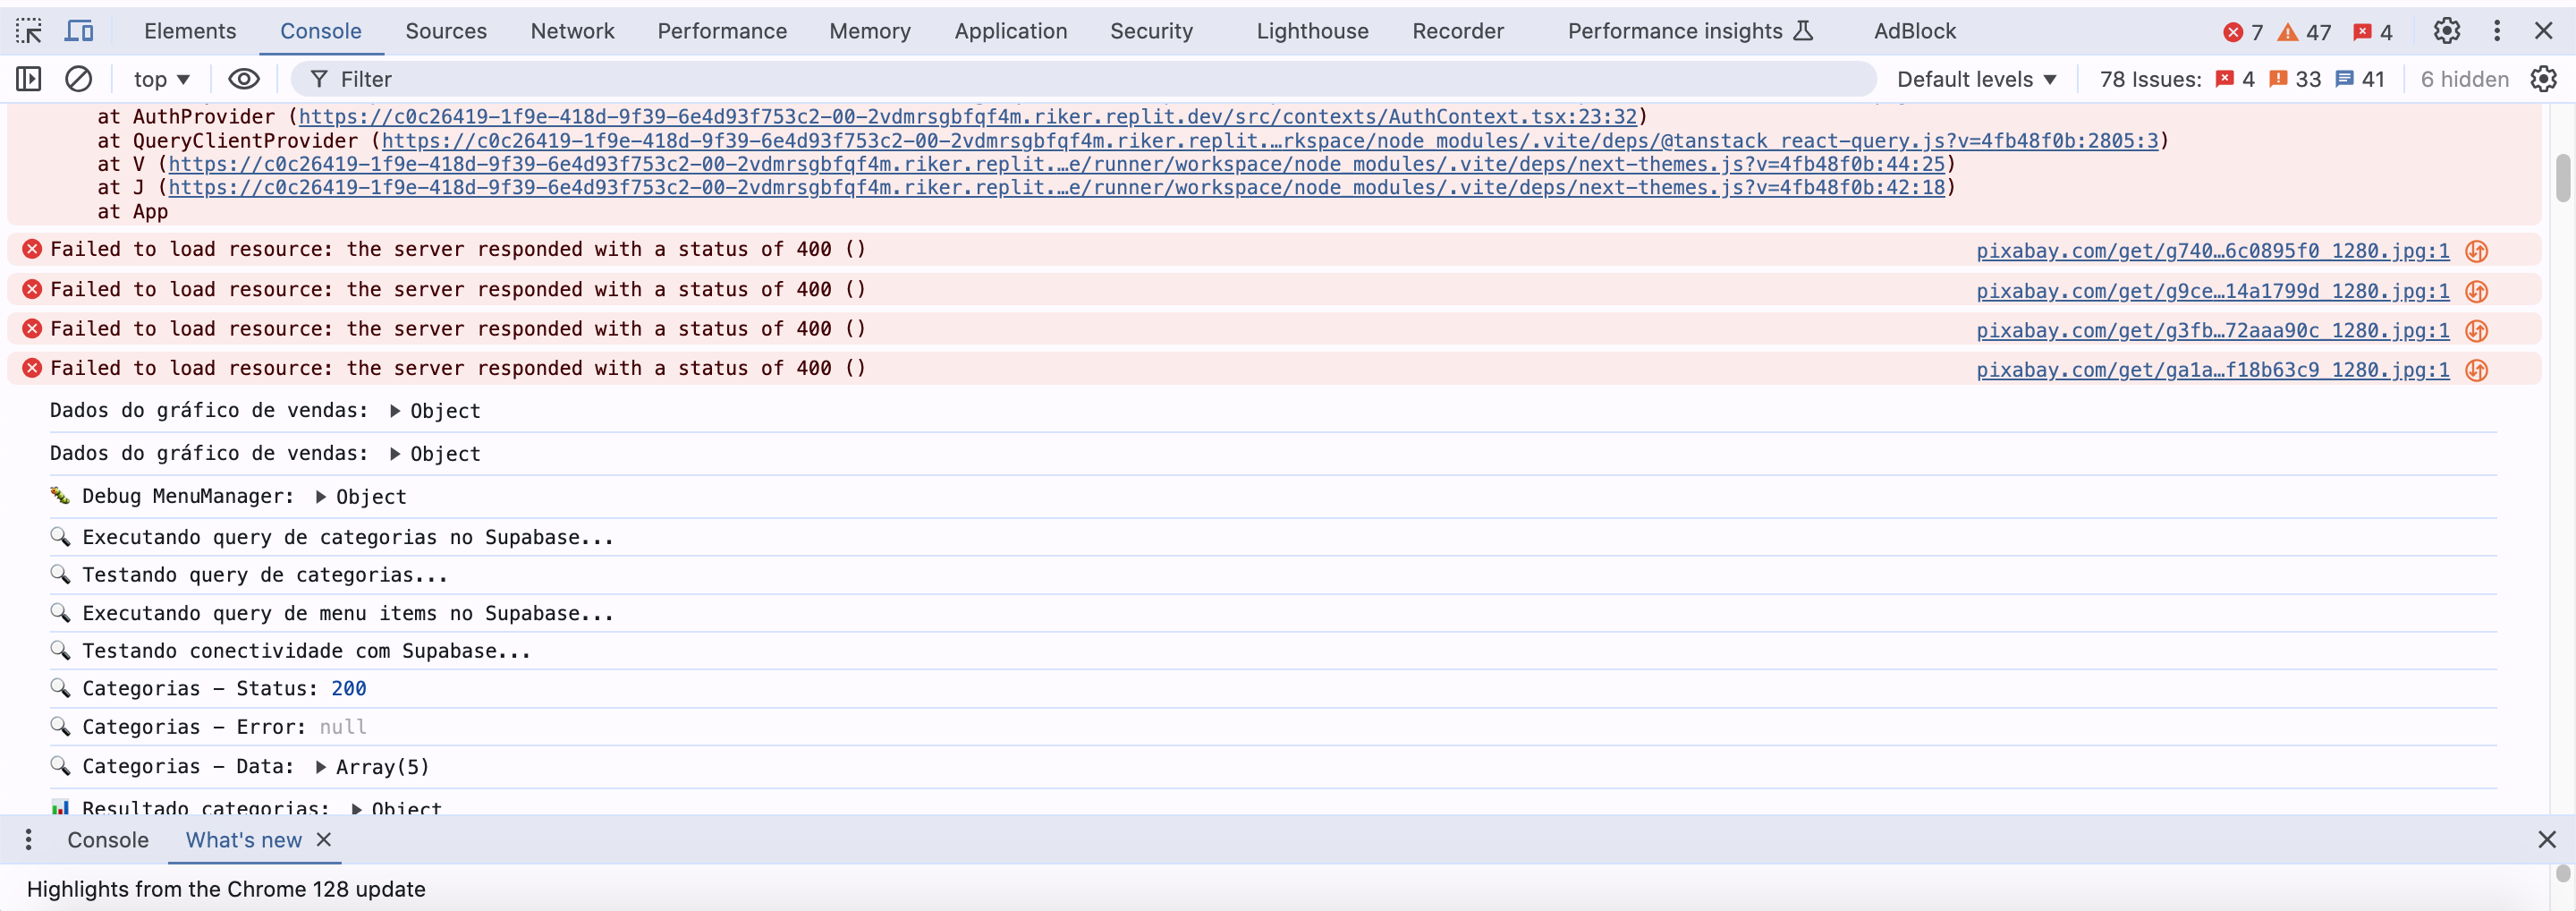 Elements Console Sources Network Performance Memory Application Security Lighthouse Recorder Performance insights AdBlock 7 47 4
top Filter Default levels 78 Issues: 4 33 41 6 hidden
at AuthProvider (https://c0c26419-1f9e-418d-9f39-6e4d93f753c2-00-2vdmrsgbfqf4m.riker.replit.dev/src/contexts/AuthContext.tsx:23:32)
at QueryClientProvider (https://c0c26419-1f9e-418d-9f39-6e4d93f753c2-00-2vdmrsgbfqf4m.riker.replit.…rkspace/node_modules/.vite/deps/@tanstack_react-query.js?v=4fb48f0b:2805:3)
at V (https://c0c26419-1f9e-418d-9f39-6e4d93f753c2-00-2vdmrsgbfqf4m.riker.replit.…e/runner/workspace/node_modules/.vite/deps/next-themes.js?v=4fb48f0b:44:25)
at J (https://c0c26419-1f9e-418d-9f39-6e4d93f753c2-00-2vdmrsgbfqf4m.riker.replit.…e/runner/workspace/node_modules/.vite/deps/next-themes.js?v=4fb48f0b:42:18)
at App
Failed to load resource: the server responded with a status of 400 () pixabay.com/get/g740…6c0895f0_1280.jpg:1
Failed to load resource: the server responded with a status of 400 () pixabay.com/get/g9ce…14a1799d_1280.jpg:1
Failed to load resource: the server responded with a status of 400 () pixabay.com/get/g3fb…72aaa90c_1280.jpg:1
Failed to load resource: the server responded with a status of 400 () pixabay.com/get/ga1a…f18b63c9_1280.jpg:1
Dados do gráfico de vendas: ▶ Object
Dados do gráfico de vendas: ▶ Object
🐛 Debug MenuManager: ▶ Object
🔍 Executando query de categorias no Supabase...
🔍 Testando query de categorias...
🔍 Executando query de menu items no Supabase...
🔍 Testando conectividade com Supabase...
🔍 Categorias – Status: 200
🔍 Categorias – Error: null
🔍 Categorias – Data: ▶ Array(5)
📊 Resultado categorias: ▶ Object
Console What's new
Highlights from the Chrome 128 update